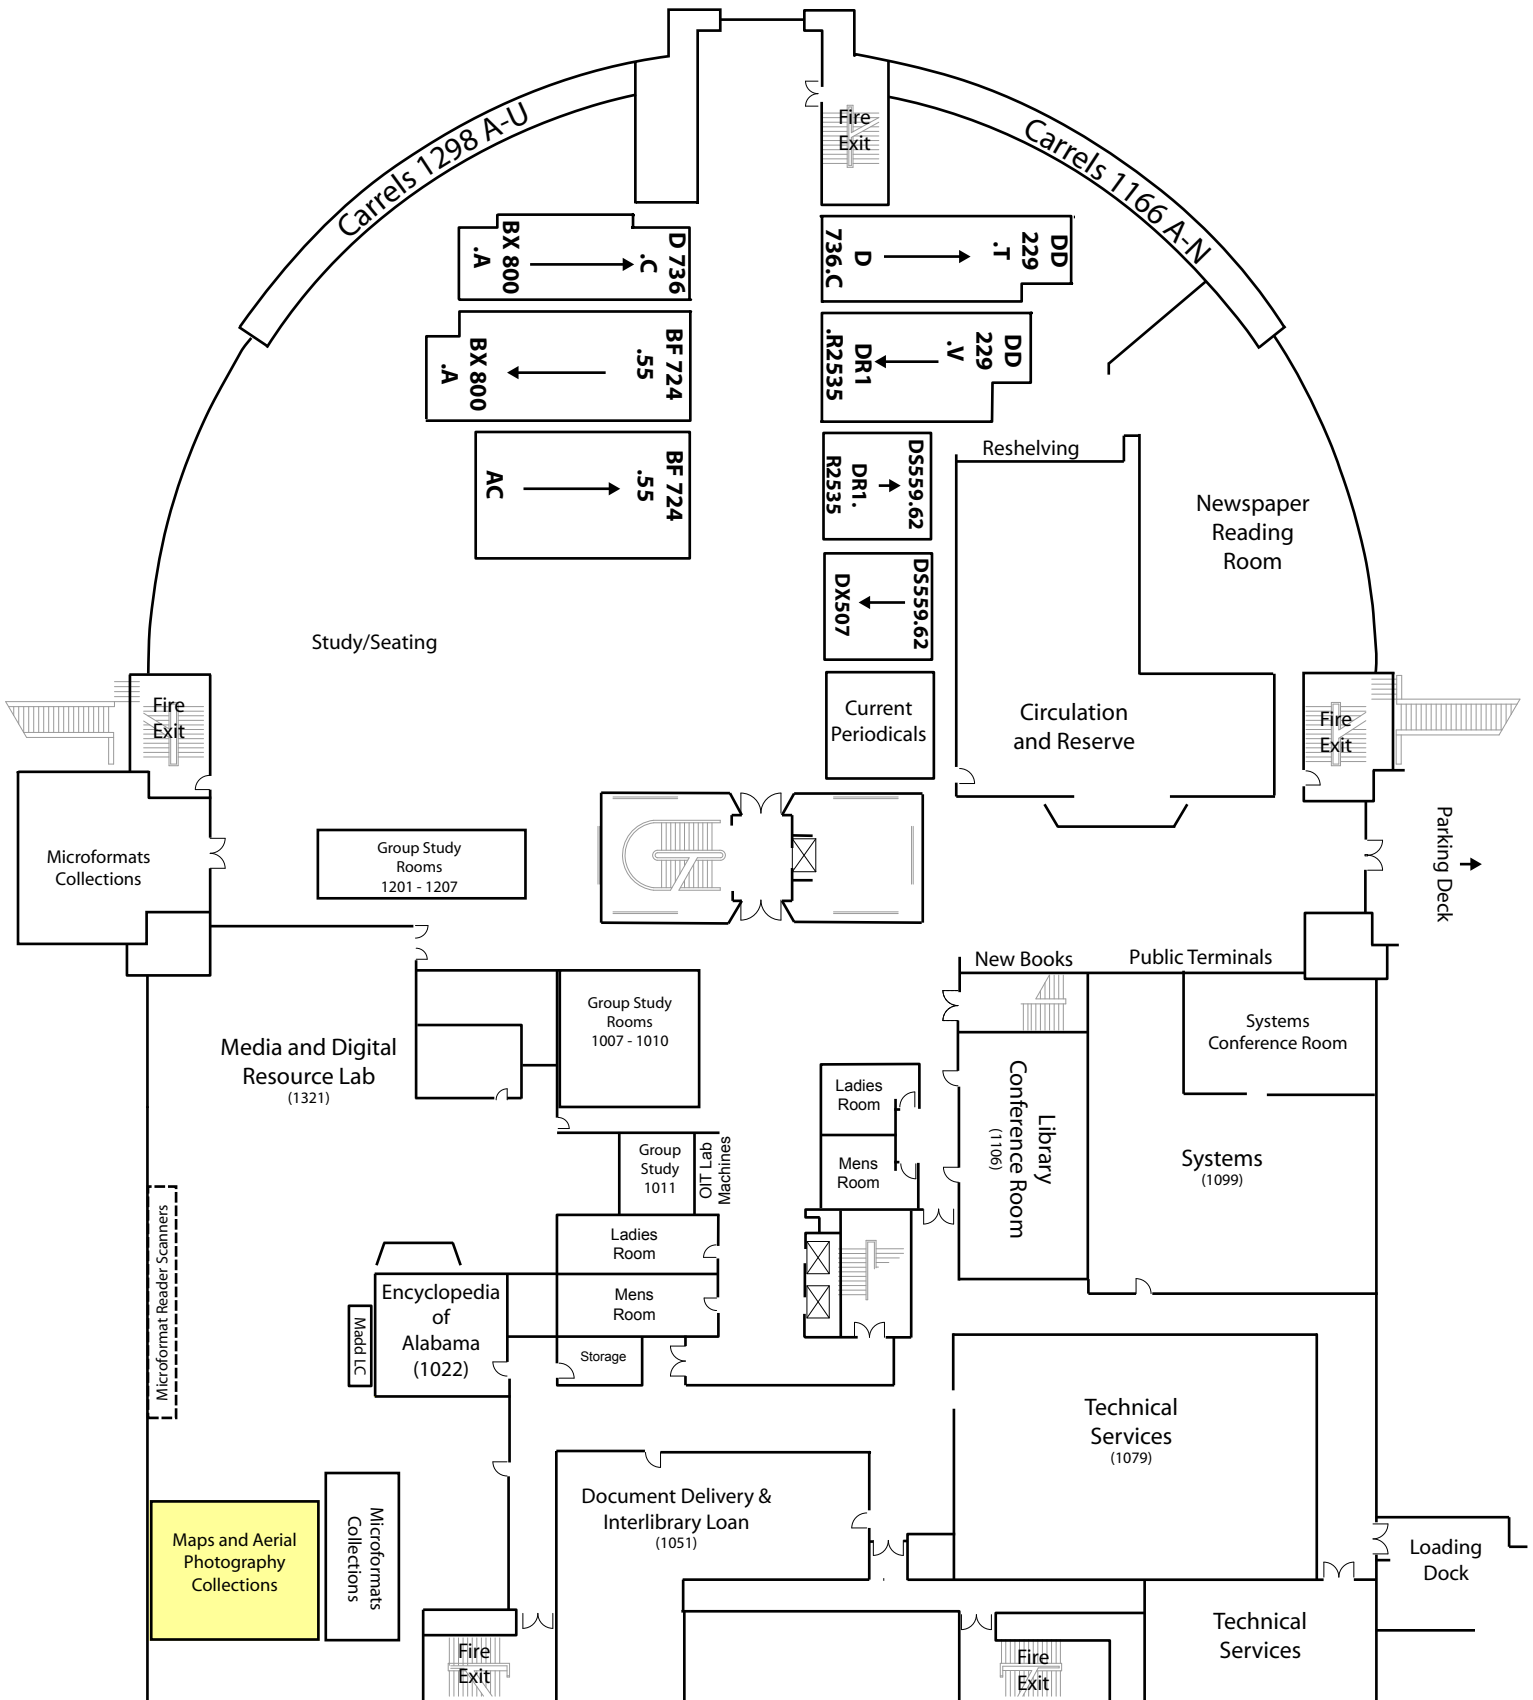 Carrels 1298 A-U
Fire
Exit
Carrels 1166 A-N
BX 800
.A
D 736
.C
D
736.C
DD
229
.T
BX 800
.A
BF 724
.55
DR1
.R2535
DD
229
.V
AC
BF 724
.55
DR1.
R2535
DS559.62
Reshelving
Newspaper
Reading
Room
DX507
DS559.62
Study/Seating
Fire
Exit
Current
Periodicals
Circulation
and Reserve
Fire
Exit
Microformats
Collections
Group Study
Rooms
1201 - 1207
Parking Deck
New Books
Public Terminals
Media and Digital
Resource Lab
(1321)
Group Study
Rooms
1007 - 1010
Systems
Conference Room
Ladies
Room
Mens
Room
Library
Conference Room
(1106)
Systems
(1099)
Group
Study
1011
OIT Lab
Machines
Microformat Reader Scanners
Ladies
Room
Mens
Room
Encyclopedia
of
Alabama
(1022)
Madd LC
Storage
Technical
Services
(1079)
Document Delivery &
Interlibrary Loan
(1051)
Maps and Aerial
Photography
Collections
Microformats
Collections
Loading
Dock
Technical
Services
Fire
Exit
Fire
Exit